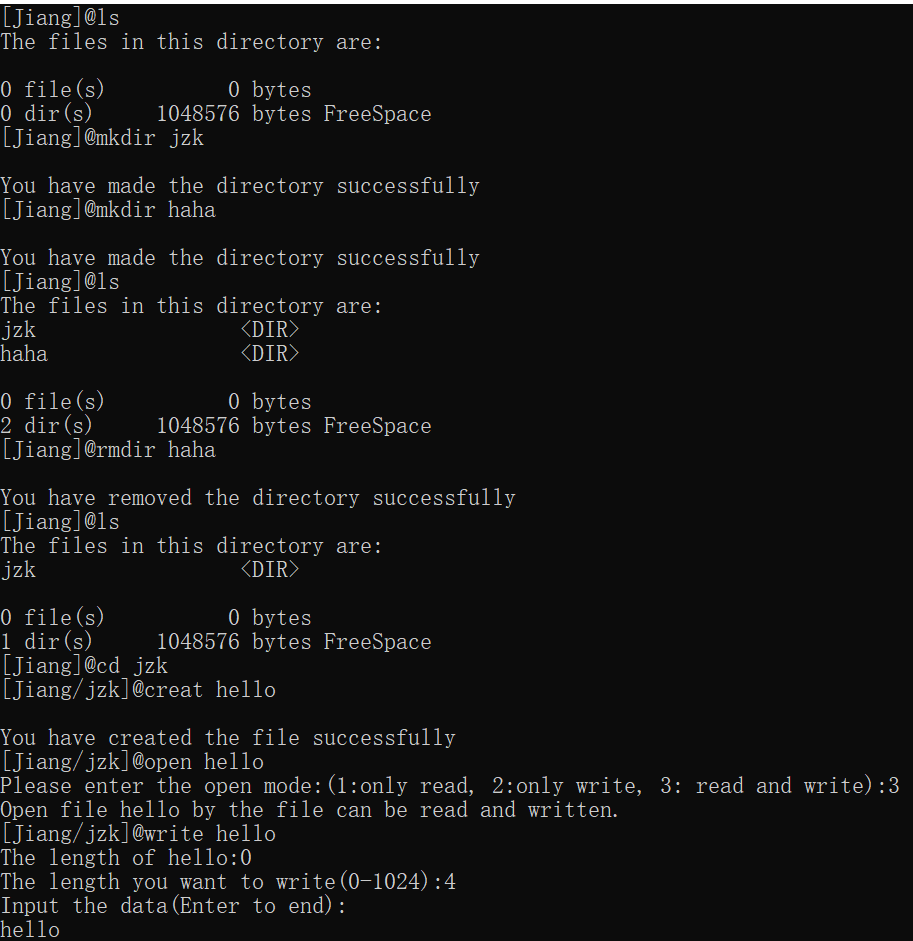 [Jiang]@ls
The files in this directory are:
0 file(s)          0 bytes
0 dir(s)     1048576 bytes FreeSpace
[Jiang]@mkdir jzk
You have made the directory successfully
[Jiang]@mkdir haha
You have made the directory successfully
[Jiang]@ls
The files in this directory are:
jzk                 <DIR>
haha                <DIR>
0 file(s)          0 bytes
2 dir(s)     1048576 bytes FreeSpace
[Jiang]@rmdir haha
You have removed the directory successfully
[Jiang]@ls
The files in this directory are:
jzk                 <DIR>
0 file(s)          0 bytes
1 dir(s)     1048576 bytes FreeSpace
[Jiang]@cd jzk
[Jiang/jzk]@creat hello
You have created the file successfully
[Jiang/jzk]@open hello
Please enter the open mode:(1:only read, 2:only write, 3: read and write):3
Open file hello by the file can be read and written.
[Jiang/jzk]@write hello
The length of hello:0
The length you want to write(0-1024):4
Input the data(Enter to end):
hello